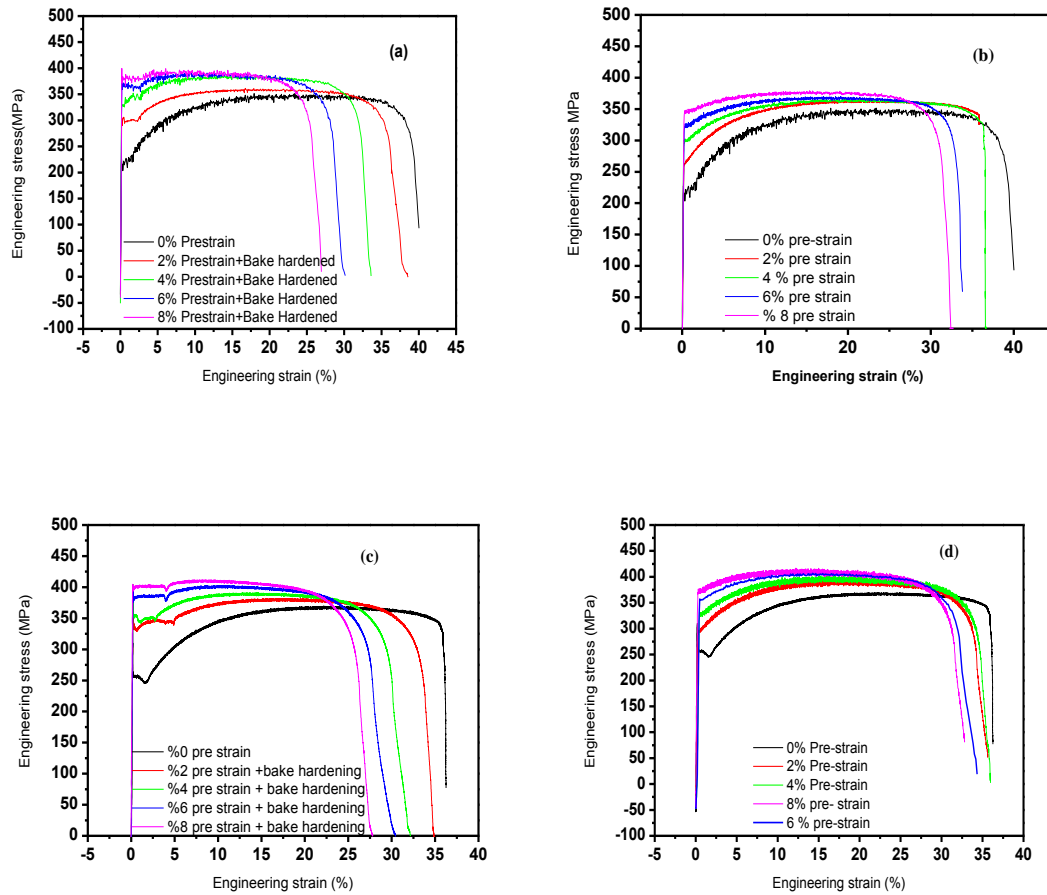 (a)
Engineering stress(MPa)
500
450
400
350
300
250
200
150
100
50
0
-50
-100
0% Prestrain
2% Prestrain+Bake hardened
4% Prestrain+Bake Hardened
6% Prestrain+Bake Hardened
8% Prestrain+Bake Hardened
-5 0 5 10 15 20 25 30 35 40 45
Engineering strain (%)
(b)
Engineering stress MPa
500
450
400
350
300
250
200
150
100
50
0
0% pre-strain
2% pre strain
4 % pre strain
6% pre strain
% 8 pre strain
0 10 20 30 40
Engineering strain (%)
(c)
Engineering stress (MPa)
500
450
400
350
300
250
200
150
100
50
0
%0 pre strain
%2 pre strain +bake hardening
%4 pre strain + bake hardening
%6 pre strain + bake hardening
%8 pre strain + bake hardening
-5 0 5 10 15 20 25 30 35 40
Engineering strain (%)
(d)
Engineering stress (MPa)
500
450
400
350
300
250
200
150
100
50
0
-50
-100
0% Pre-strain
2% Pre-strain
4% Pre-strain
8% pre- strain
6 % pre-strain
-5 0 5 10 15 20 25 30 35 40
Engineering strain (%)